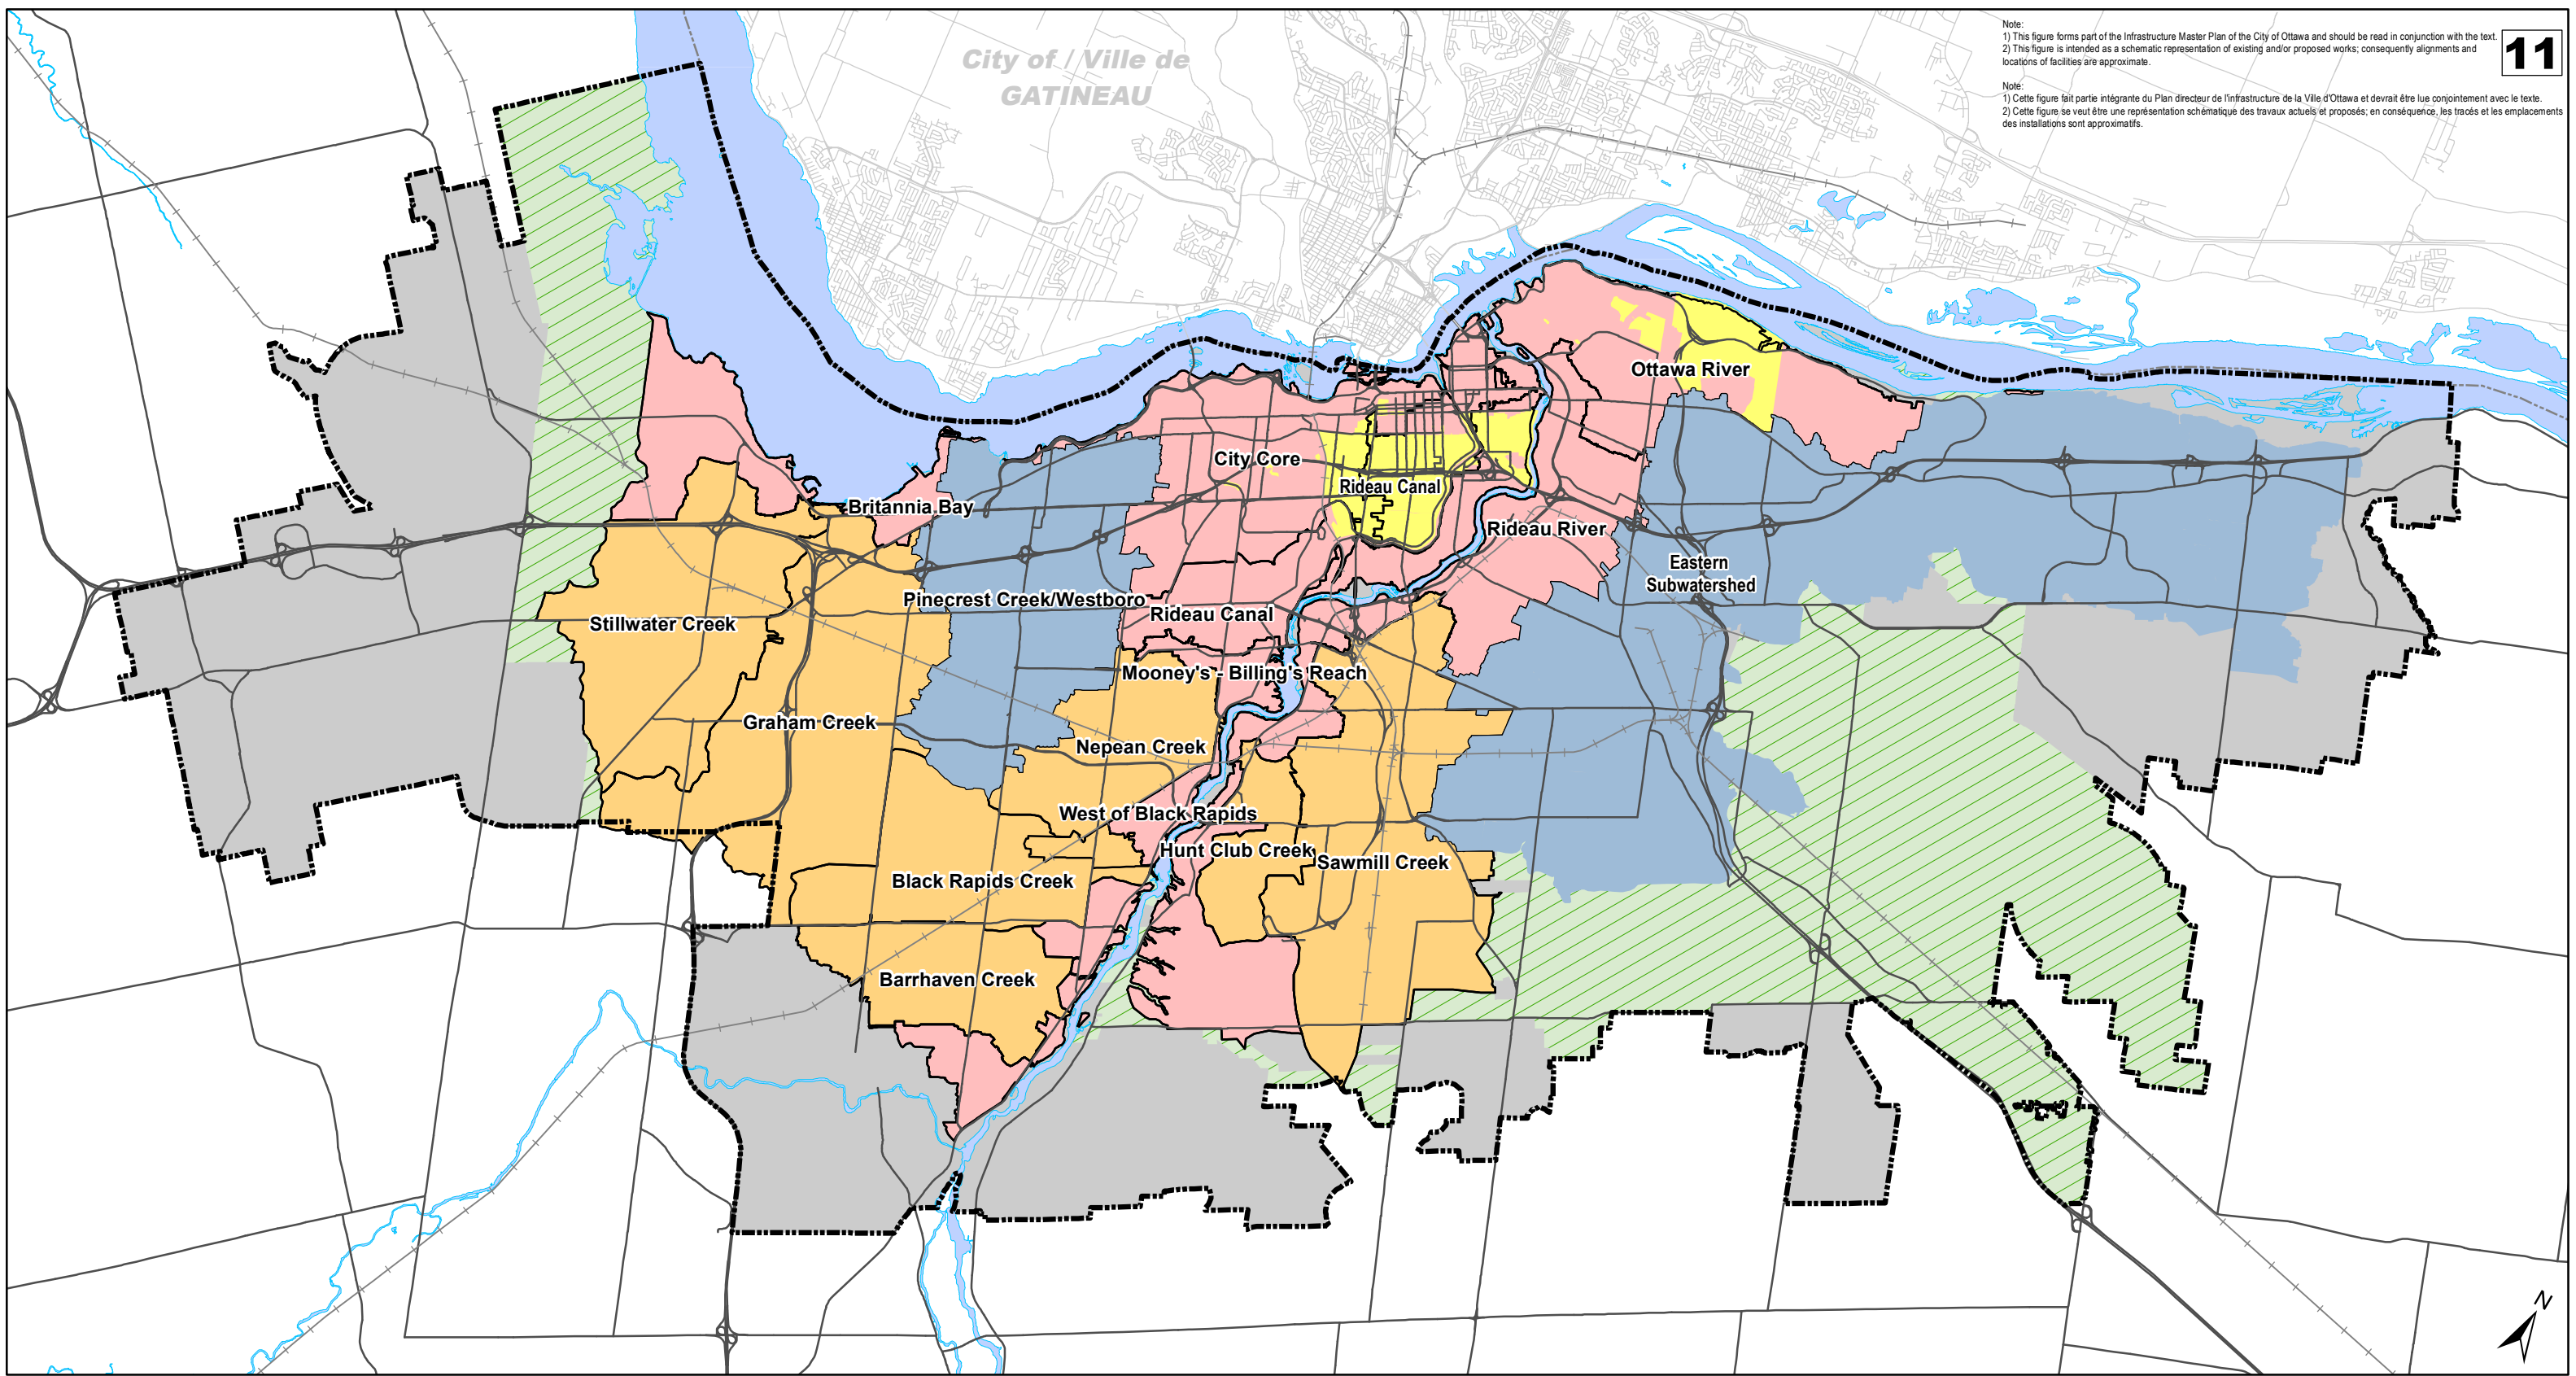 City of / Ville de
GATINEAU
Note:
1) This figure forms part of the Infrastructure Master Plan of the City of Ottawa and should be read in conjunction with the text.
2) This figure is intended as a schematic representation of existing and/or proposed works; consequently alignments and
locations of facilities are approximate.
Note:
1) Cette figure fait partie intégrante du Plan directeur de l'infrastructure de la Ville d'Ottawa et devrait être lue conjointement avec le texte.
2) Cette figure se veut être une représentation schématique des travaux actuels et proposés; en conséquence, les tracés et les emplacements
des installations sont approximatifs.
11
Ottawa River
City Core
Rideau Canal
Britannia Bay
Rideau River
Eastern
Subwatershed
Pinecrest Creek/Westboro
Rideau Canal
Stillwater Creek
Mooney's - Billing's Reach
Graham Creek
Nepean Creek
West of Black Rapids
Hunt Club Creek
Sawmill Creek
Black Rapids Creek
Barrhaven Creek
N